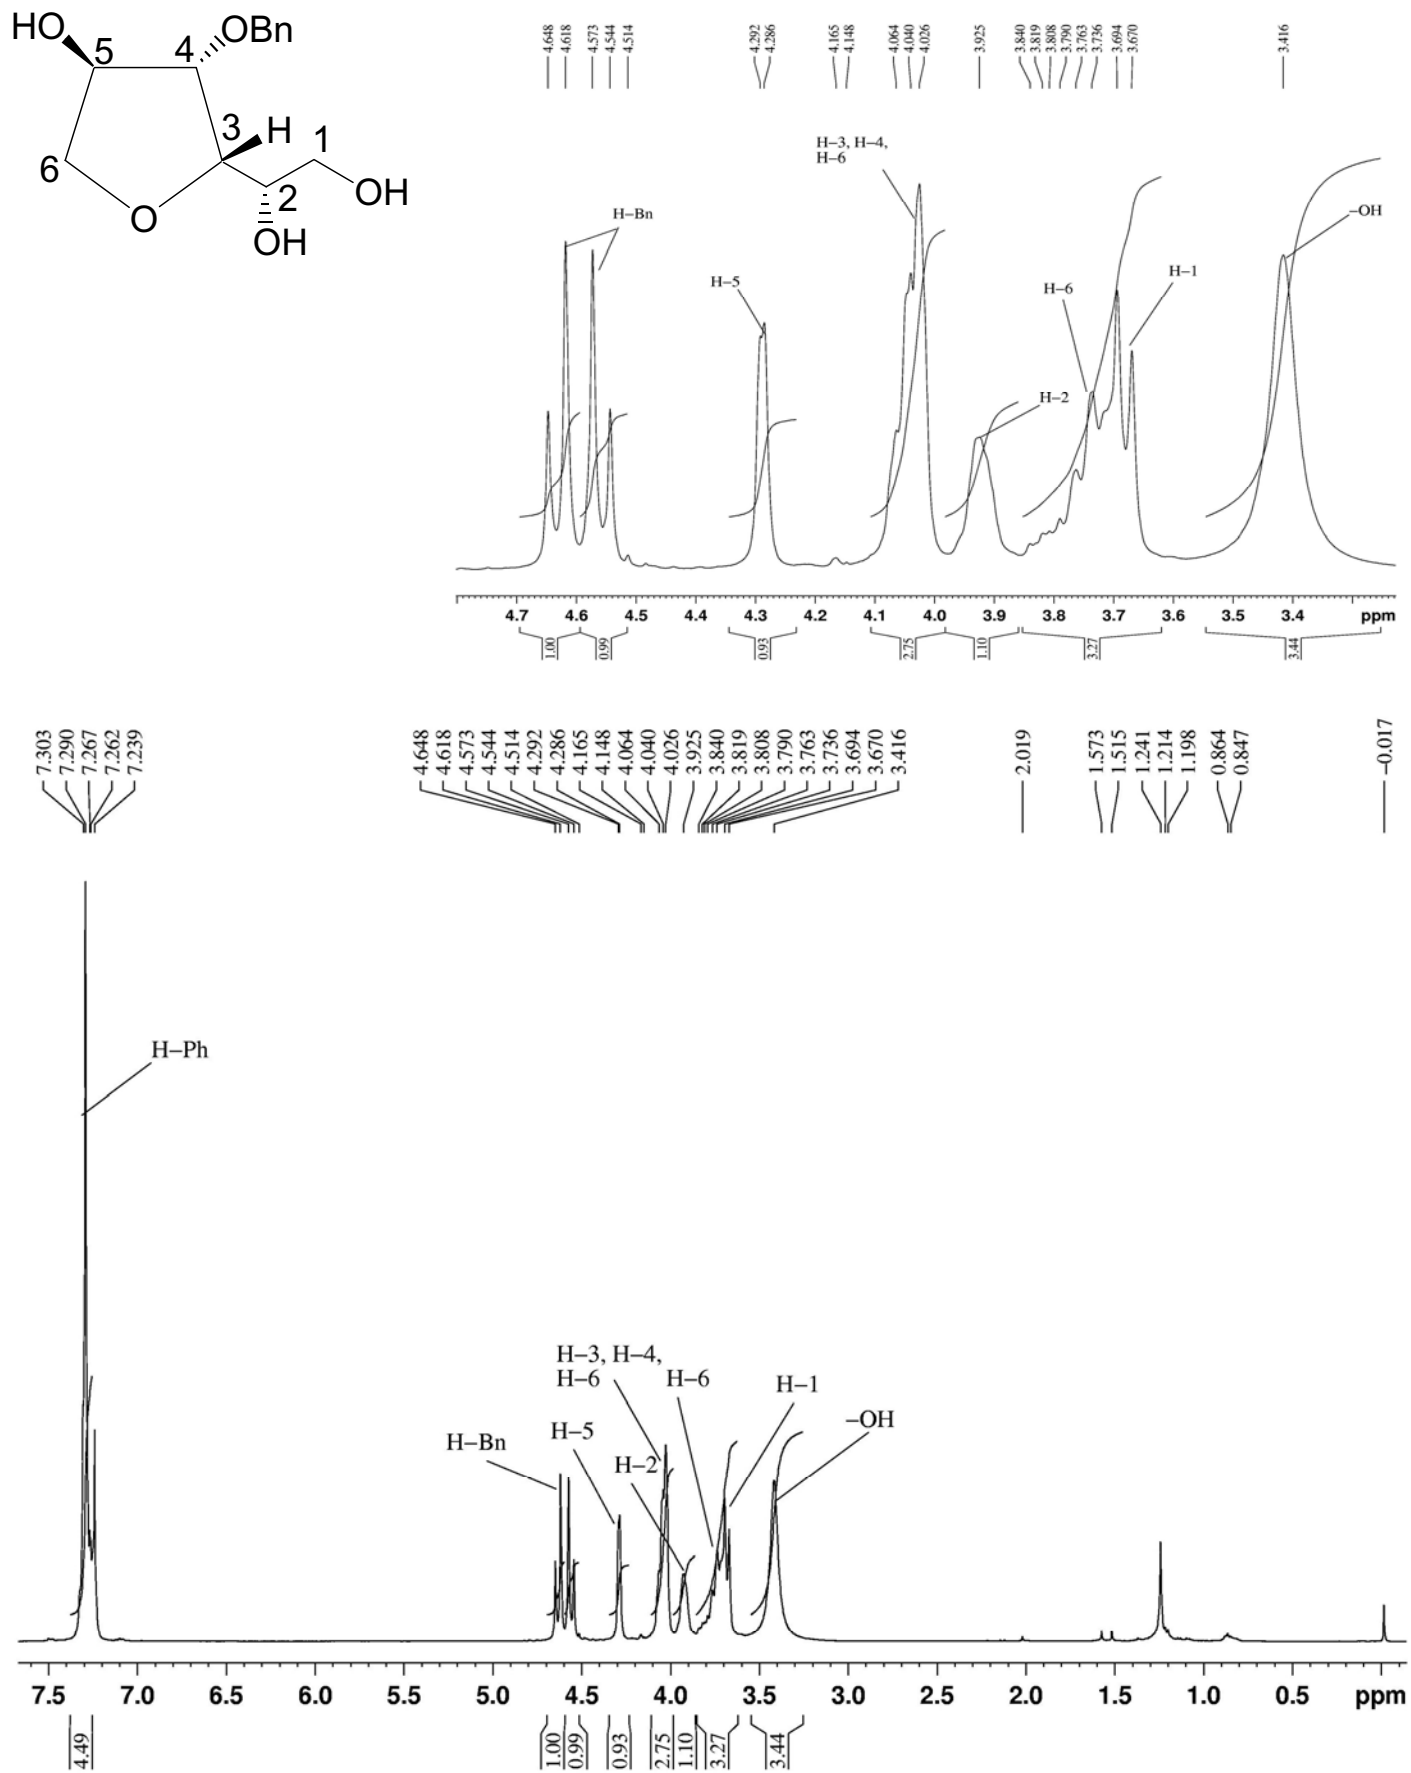 HO
5
4
OBn
3
H
1
6
O
2
OH
OH
4.648
4.618
4.573
4.544
4.514
4.292
4.286
4.165
4.148
4.064
4.040
4.026
3.925
3.840
3.819
3.808
3.790
3.763
3.736
3.694
3.670
3.416
H–3, H–4,
H–6
H–Bn
–OH
H–5
H–6
H–1
H–2
4.7 4.6 4.5 4.4 4.3 4.2 4.1 4.0 3.9 3.8 3.7 3.6 3.5 3.4 ppm
1.00 0.99 0.93 2.75 1.10 3.27 3.44
7.303
7.290
7.267
7.262
7.239
4.648
4.618
4.573
4.544
4.514
4.292
4.286
4.165
4.148
4.064
4.040
4.026
3.925
3.840
3.819
3.808
3.790
3.763
3.736
3.694
3.670
3.416
2.019
1.573
1.515
1.241
1.214
1.198
0.864
0.847
–0.017
H–Ph
H–3, H–4,
H–6
H–6
H–1
–OH
H–5
H–Bn
H–2
7.5 7.0 6.5 6.0 5.5 5.0 4.5 4.0 3.5 3.0 2.5 2.0 1.5 1.0 0.5 ppm
4.49 1.00 0.99 0.93 2.75 1.10 3.27 3.44